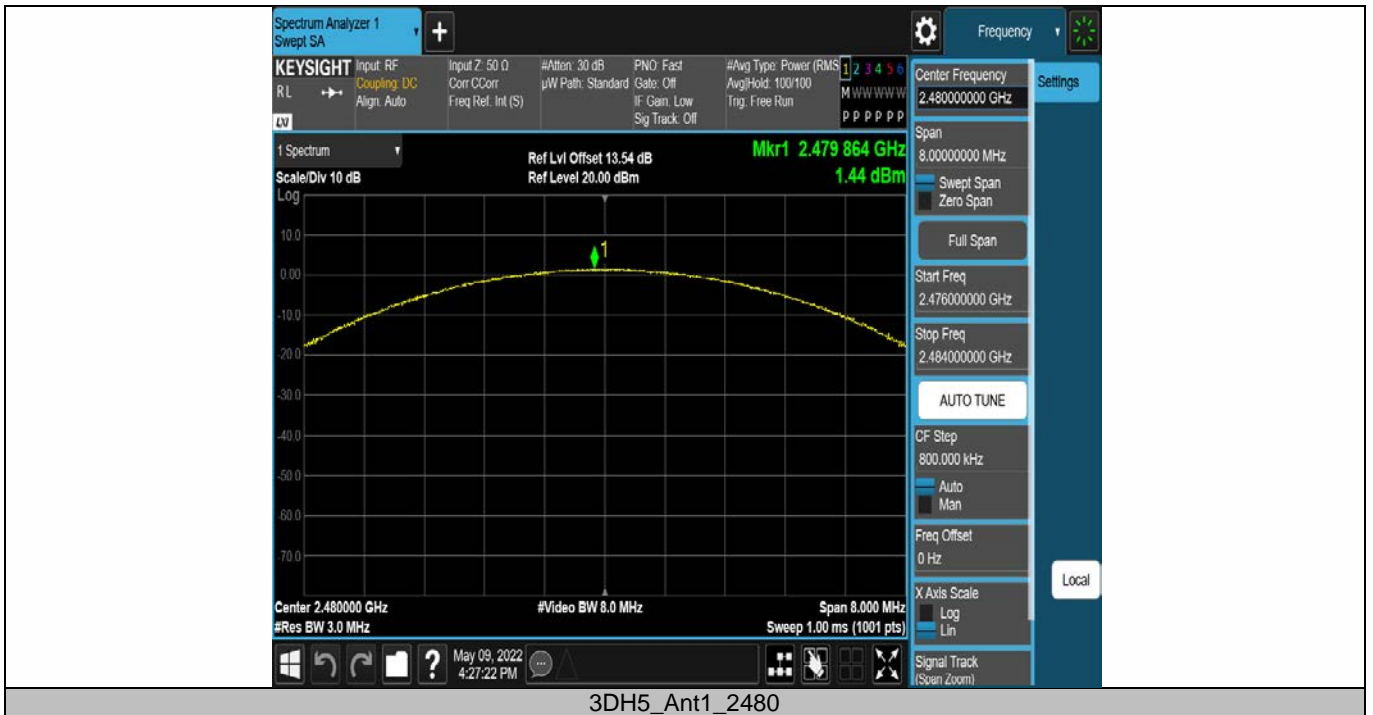 Spectrum Analyzer 1
Swept SA
+
Frequency
KEYSIGHT
RL
Input: RF
Coupling: DC
Align: Auto
Input Z: 50 Ω
Corr CCorr
Freq Ref: Int (S)
#Atten: 30 dB
µW Path: Standard
PNO: Fast
Gate: Off
IF Gain: Low
Sig Track: Off
#Avg Type: Power (RMS
Avg|Hold: 100/100
Trig: Free Run
1 2 3 4 5 6
M W W W W W
P P P P P P
1 Spectrum
Scale/Div 10 dB
Log
Ref Lvl Offset 13.54 dB
Ref Level 20.00 dBm
Mkr1 2.479 864 GHz
1.44 dBm
10.0
1
0.00
-10.0
-20.0
-30.0
-40.0
-50.0
-60.0
-70.0
Center 2.480000 GHz
#Res BW 3.0 MHz
#Video BW 8.0 MHz
Span 8.000 MHz
Sweep 1.00 ms (1001 pts)
Center Frequency
2.480000000 GHz
Settings
Span
8.00000000 MHz
Swept Span
Zero Span
Full Span
Start Freq
2.476000000 GHz
Stop Freq
2.484000000 GHz
AUTO TUNE
CF Step
800.000 kHz
Auto
Man
Freq Offset
0 Hz
Local
X Axis Scale
Log
Lin
Signal Track
(Span Zoom)
?
May 09, 2022
4:27:22 PM
3DH5_Ant1_2480